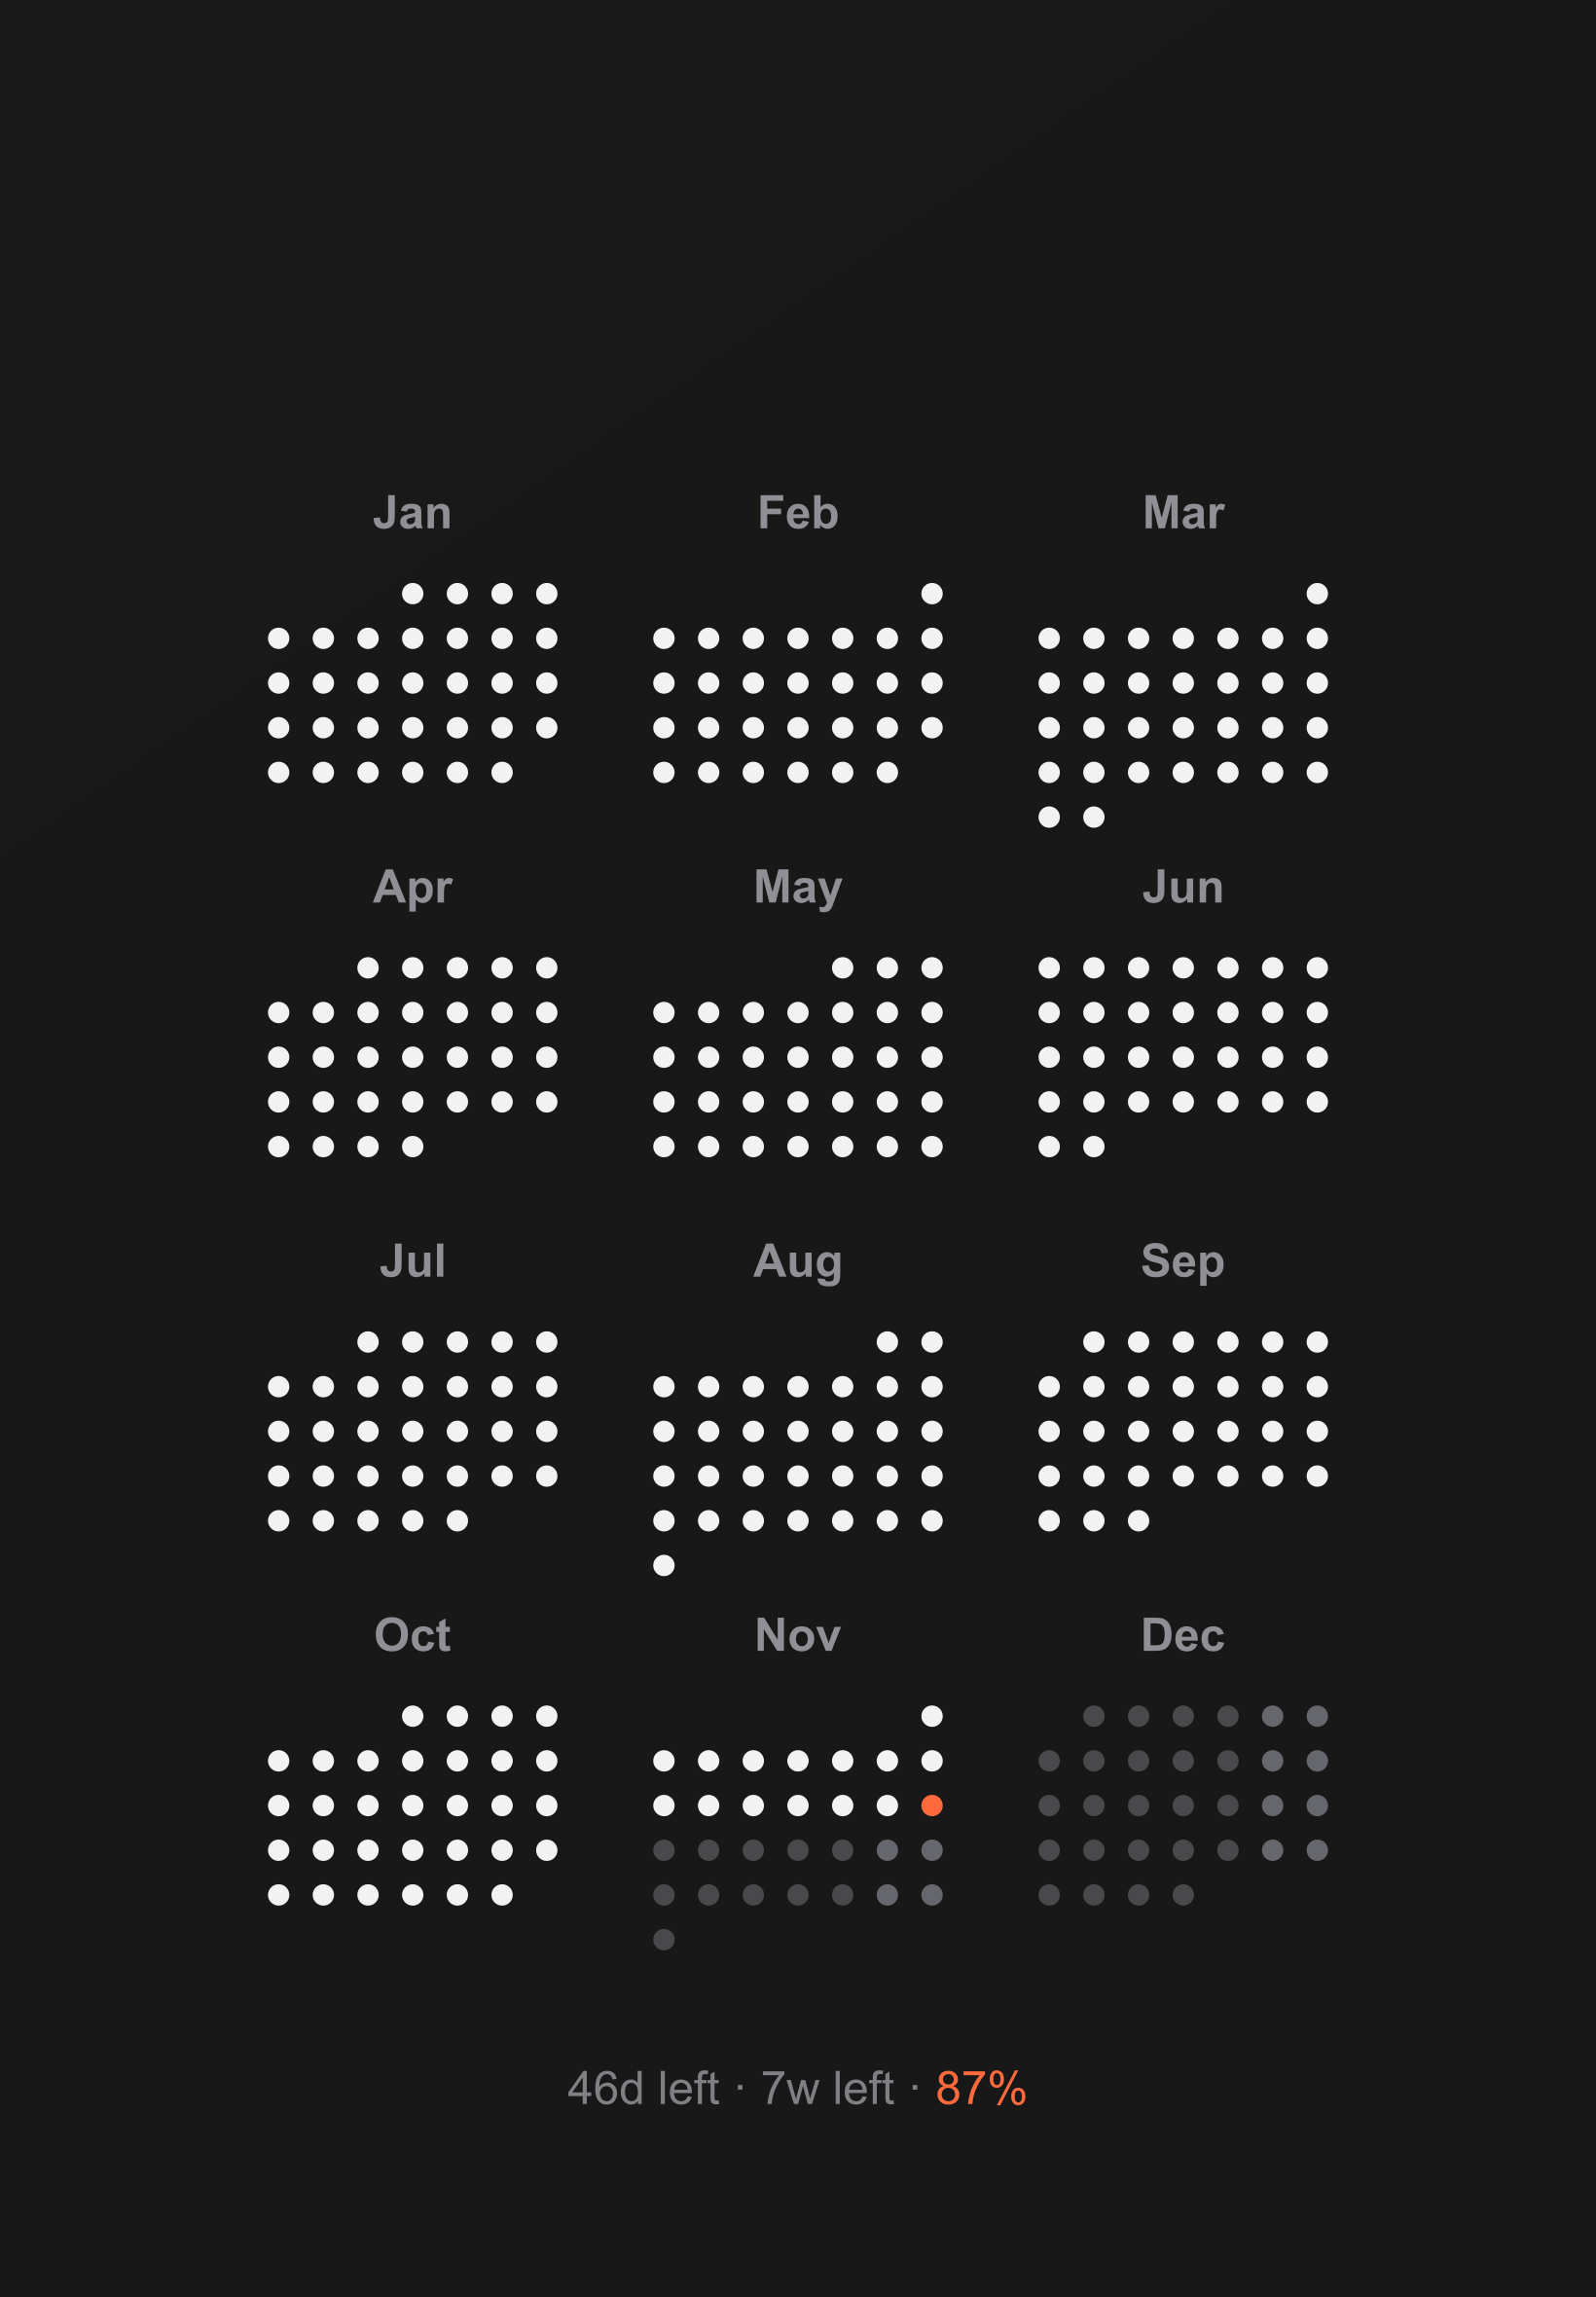 Jan Feb Mar
Apr May Jun
Jul Aug Sep
Oct Nov Dec
46d left · 7w left · 87%